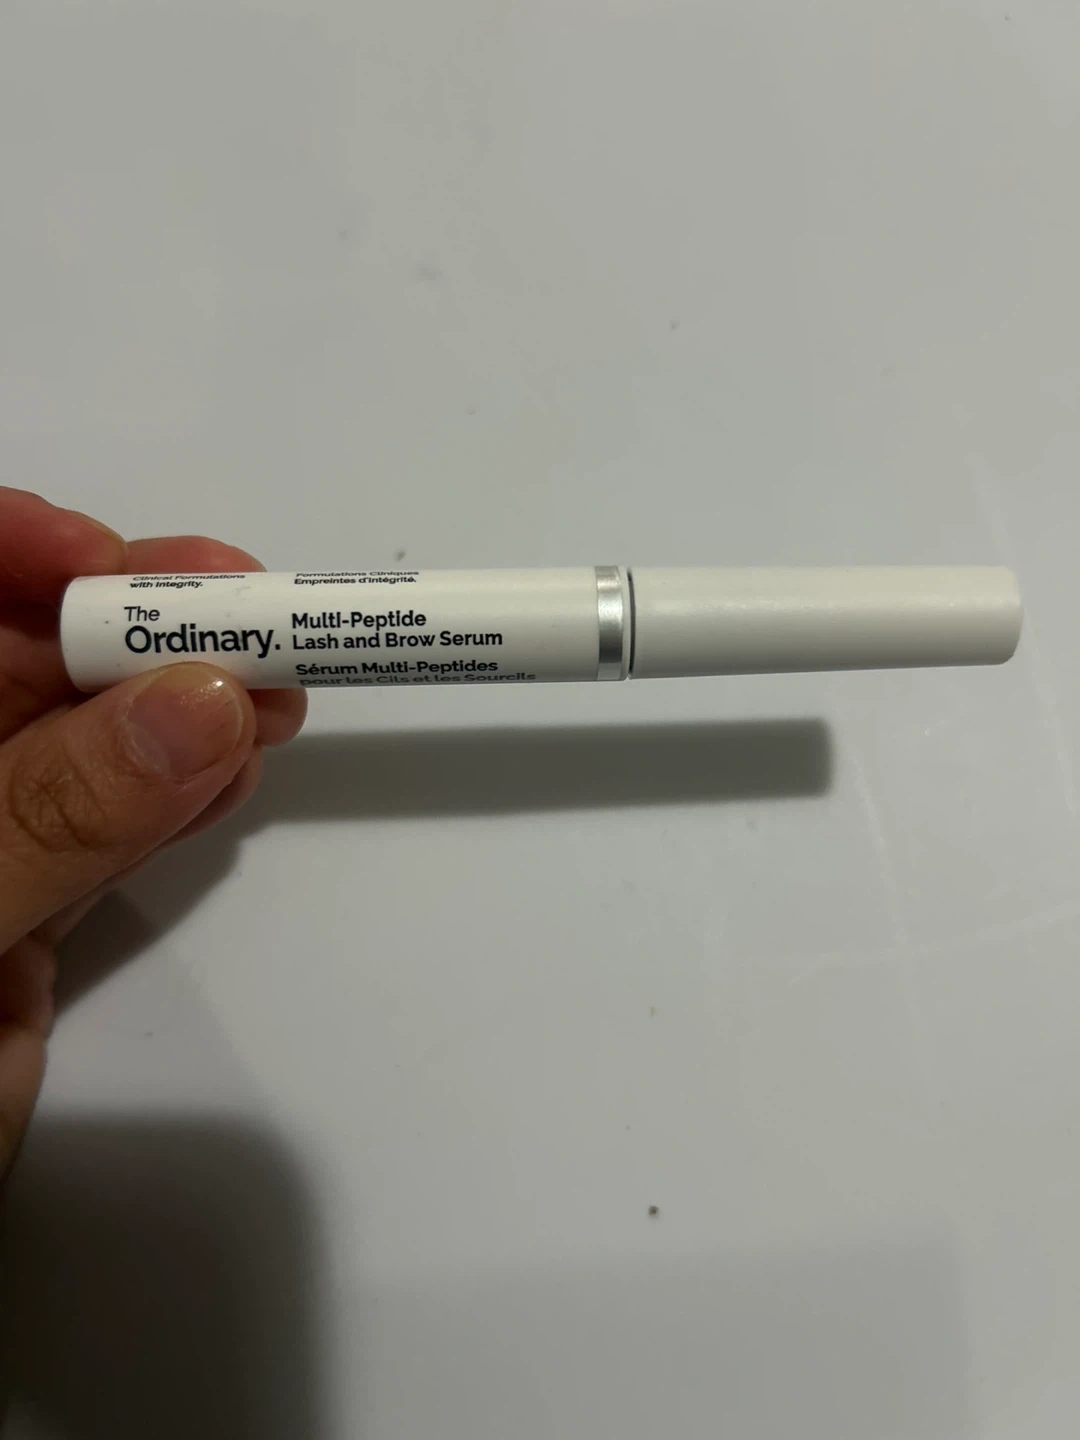 Clinical Formulations
with Integrity.
Formulations Cliniques
Empreintes d'intégrité.
The
Ordinary.
Multi-Peptide
Lash and Brow Serum
Sérum Multi-Peptides
pour les Cils et les Sourcils